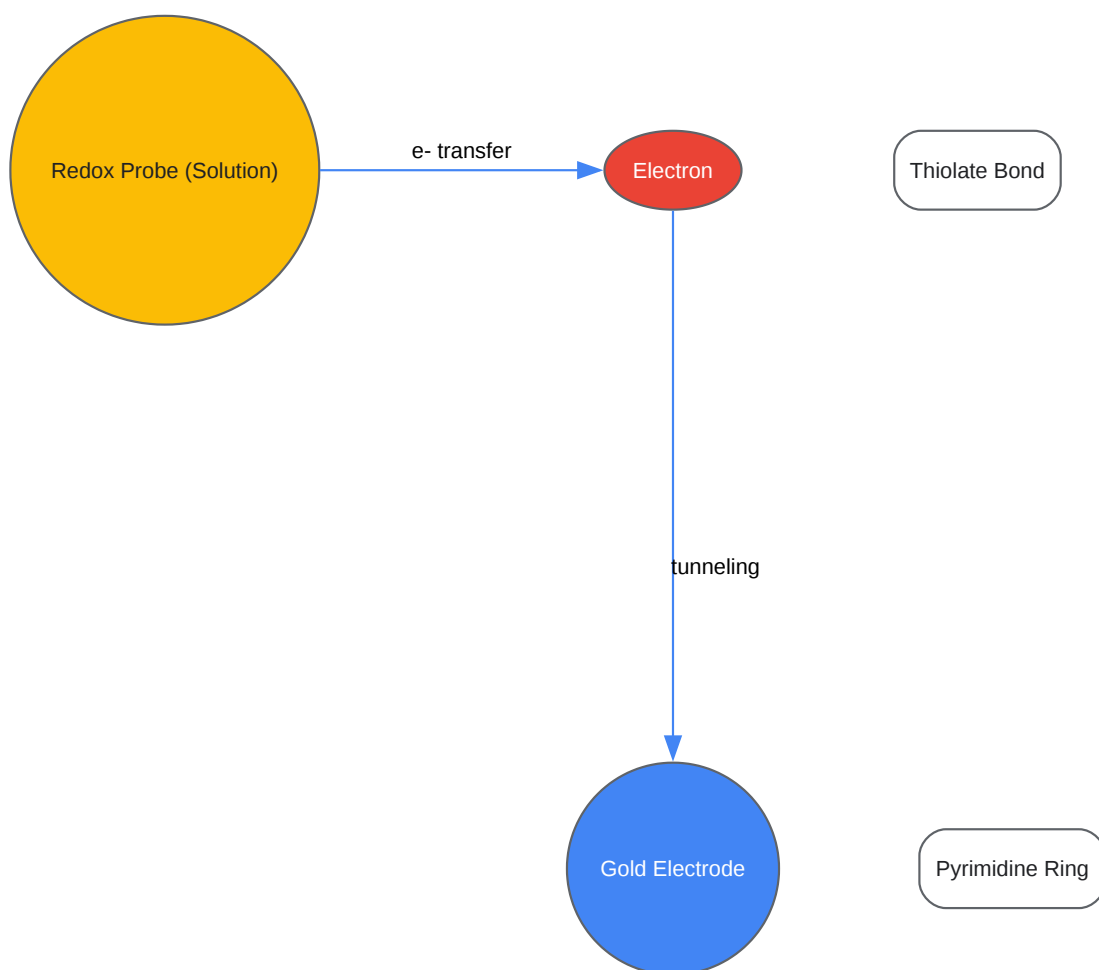 e- transfer
Redox Probe (Solution)
Electron
Thiolate Bond
tunneling
Gold Electrode
Pyrimidine Ring